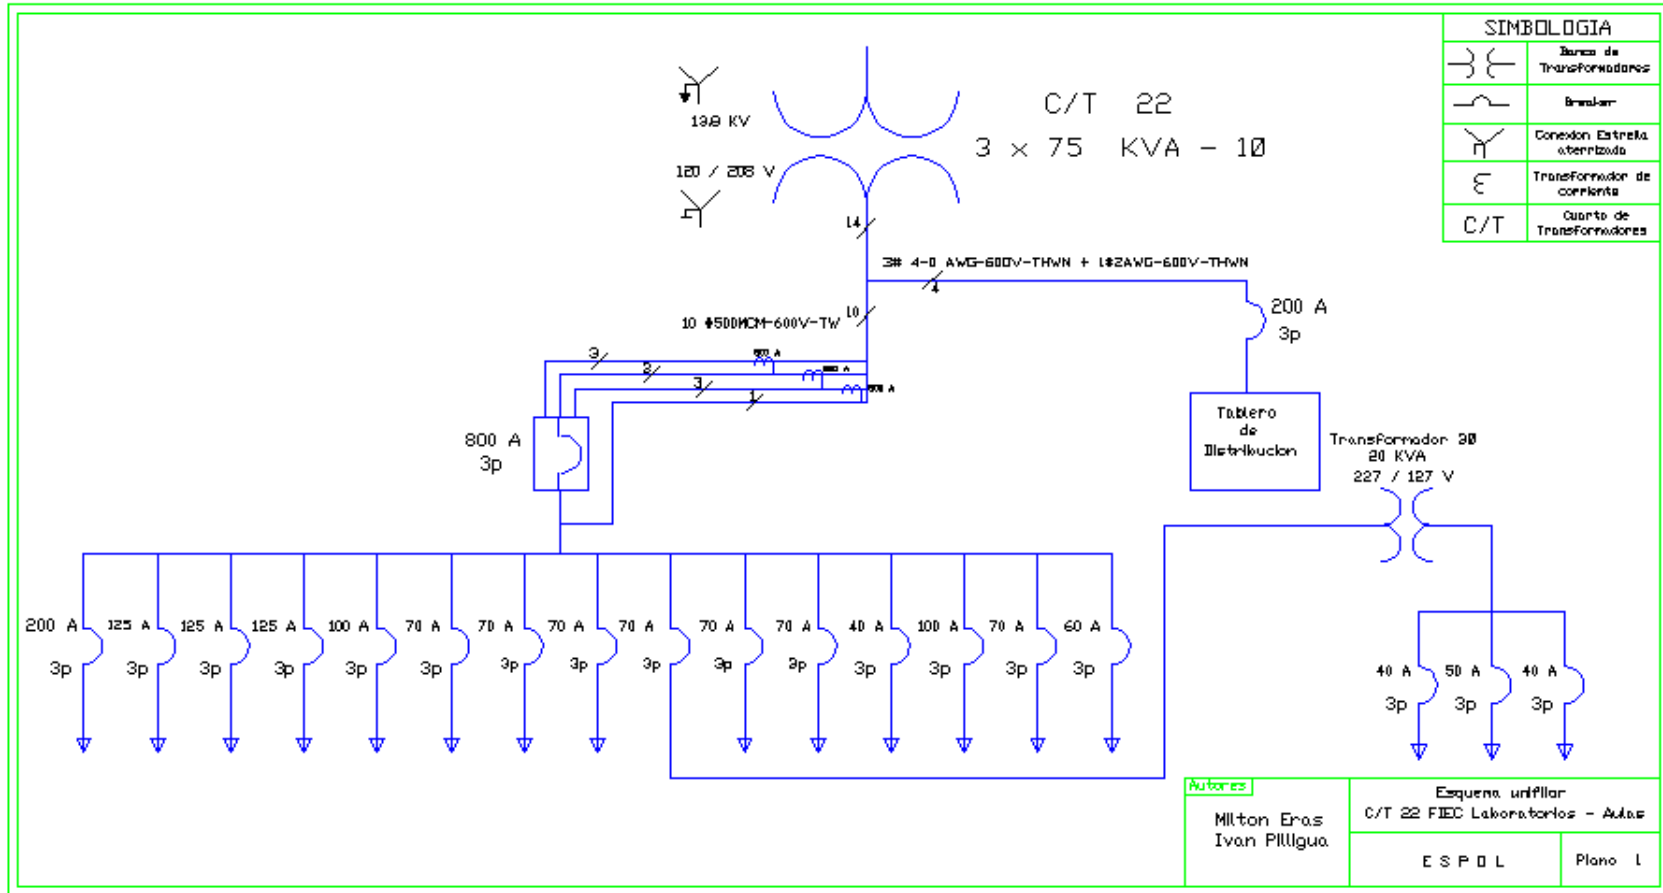 SIMBOLOGIA
Banco de
Transformadores
Breaker
Conexion Estrella
aterrizada
Transformador de
corriente
C/T
Cuarto de
Transformadores
13.8 KV
120 / 208 V
C/T 22
3 x 75 KVA - 1Ø
14
3# 4-0 AWG-600V-THWN + 1#2AWG-600V-THWN
4
200 A
3p
10 #500MCM-600V-TW
10
3
2
3
1
800 A
3p
Tablero
de
Distribucion
Transformador 3Ø
20 KVA
227 / 127 V
200 A
3p
125 A
3p
125 A
3p
125 A
3p
100 A
3p
70 A
3p
70 A
3p
70 A
3p
70 A
3p
70 A
3p
70 A
3p
40 A
3p
100 A
3p
70 A
3p
60 A
3p
40 A
3p
50 A
3p
40 A
3p
Autores
Milton Eras
Ivan Pilligua
Esquema unifilar
C/T 22 FIEC Laboratorios - Aulas
E S P O L
Plano 1